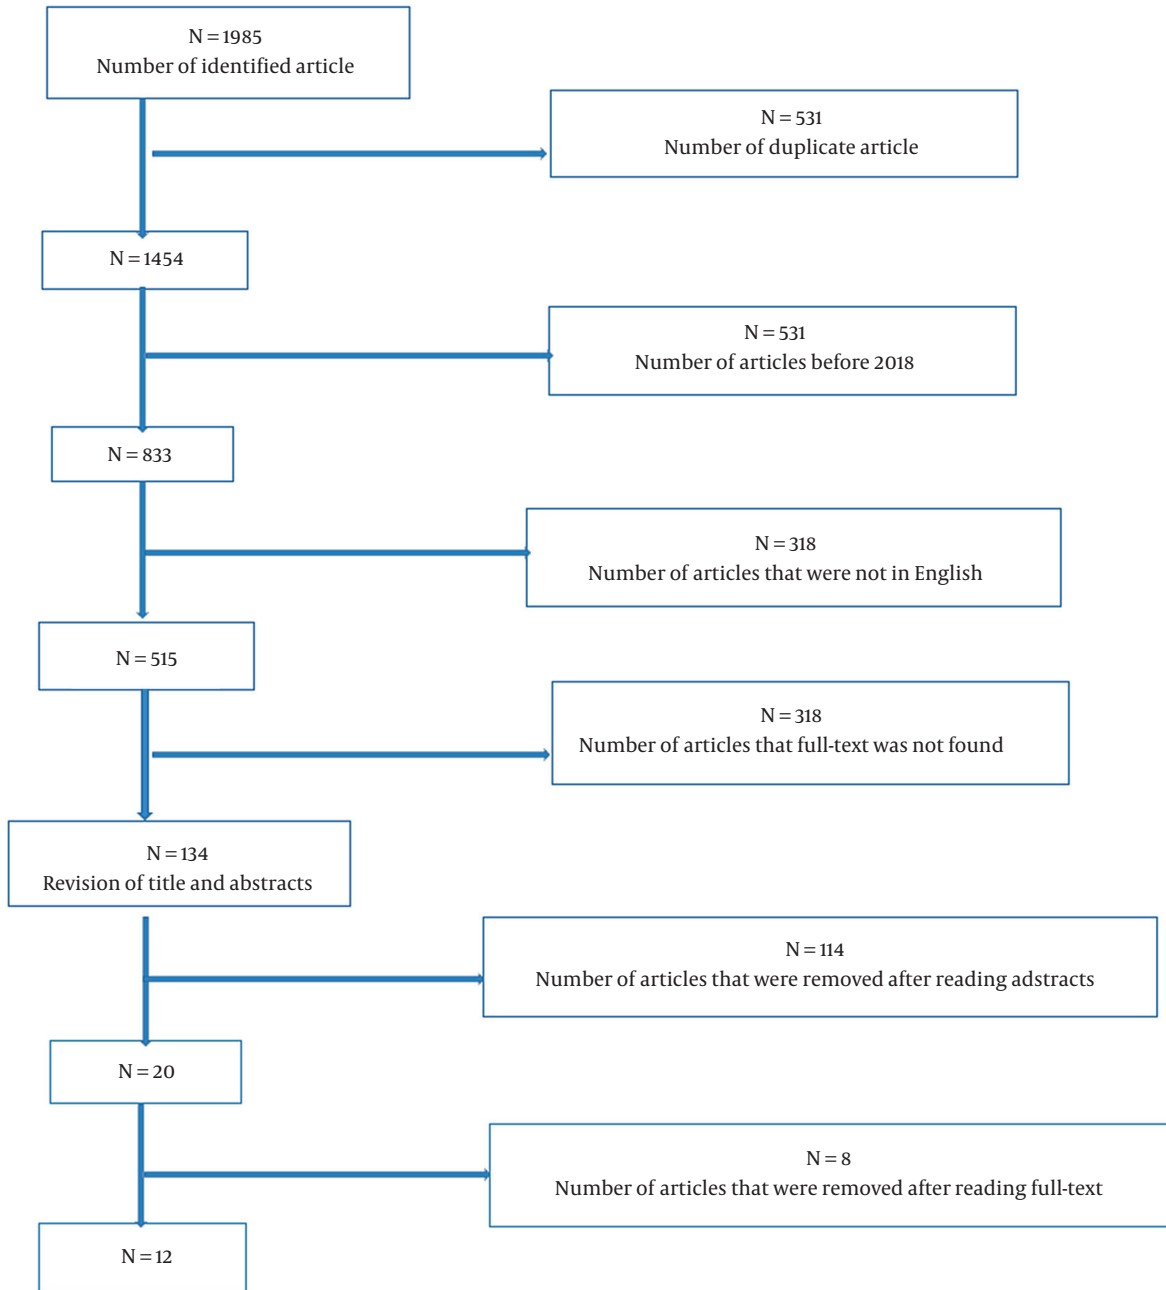 N = 1985
Number of identified article
N = 531
Number of duplicate article
N = 1454
N = 531
Number of articles before 2018
N = 833
N = 318
Number of articles that were not in English
N = 515
N = 318
Number of articles that full-text was not found
N = 134
Revision of title and abstracts
N = 114
Number of articles that were removed after reading adstracts
N = 20
N = 8
Number of articles that were removed after reading full-text
N = 12